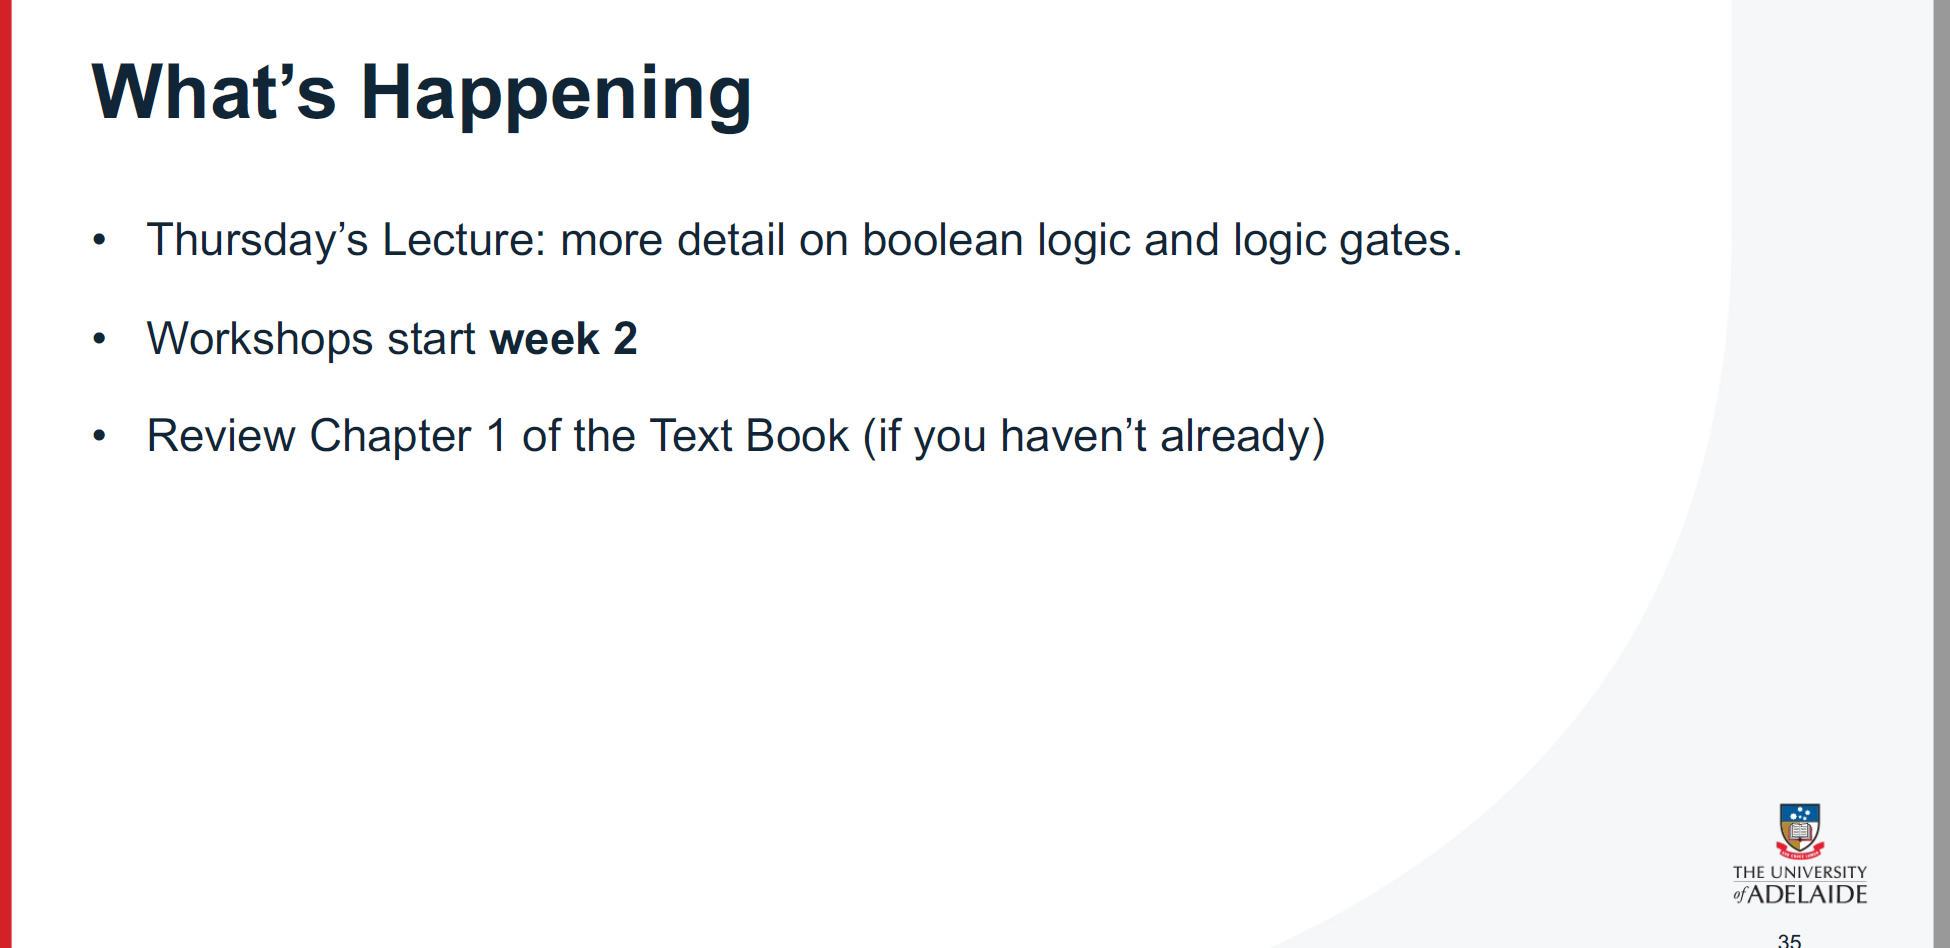 What’s Happening
• Thursday’s Lecture: more detail on boolean logic and logic gates.
• Workshops start week 2
• Review Chapter 1 of the Text Book (if you haven’t already)
THE UNIVERSITY
of ADELAIDE
35